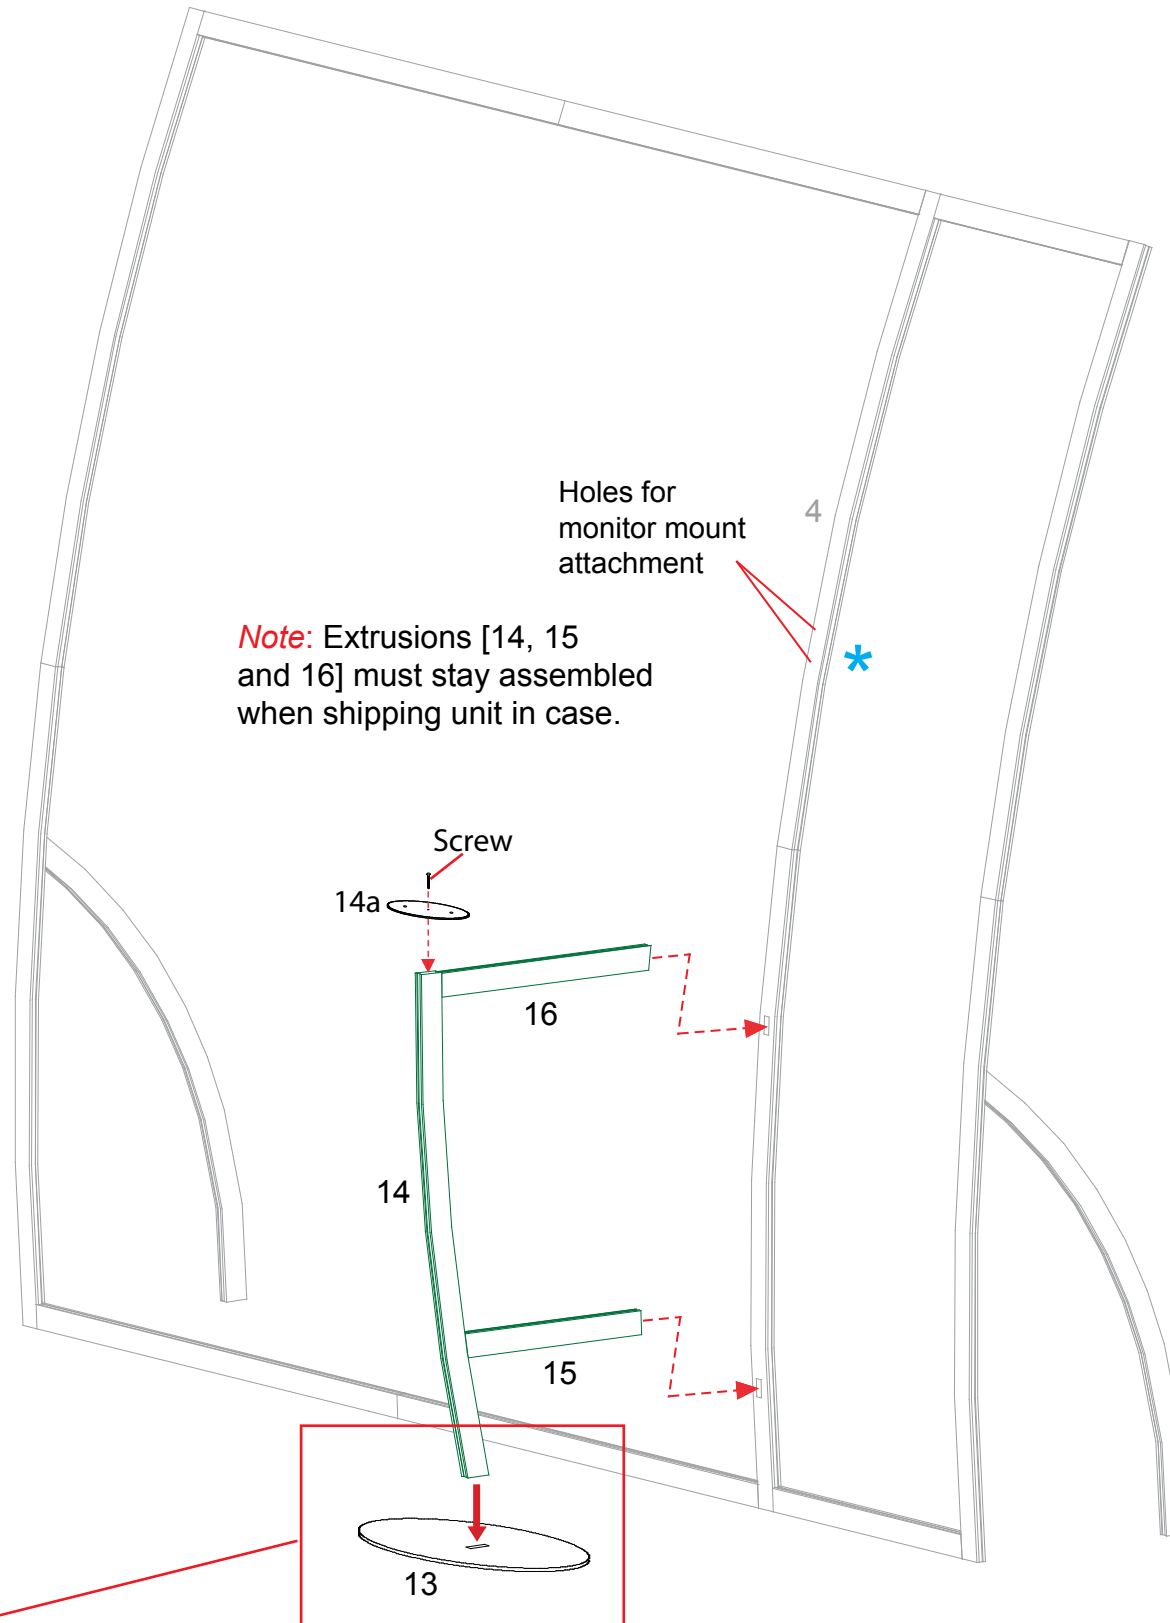 Holes for
monitor mount
attachment
4
Note: Extrusions [14, 15
and 16] must stay assembled
when shipping unit in case.
*
Screw
14a
16
14
15
13